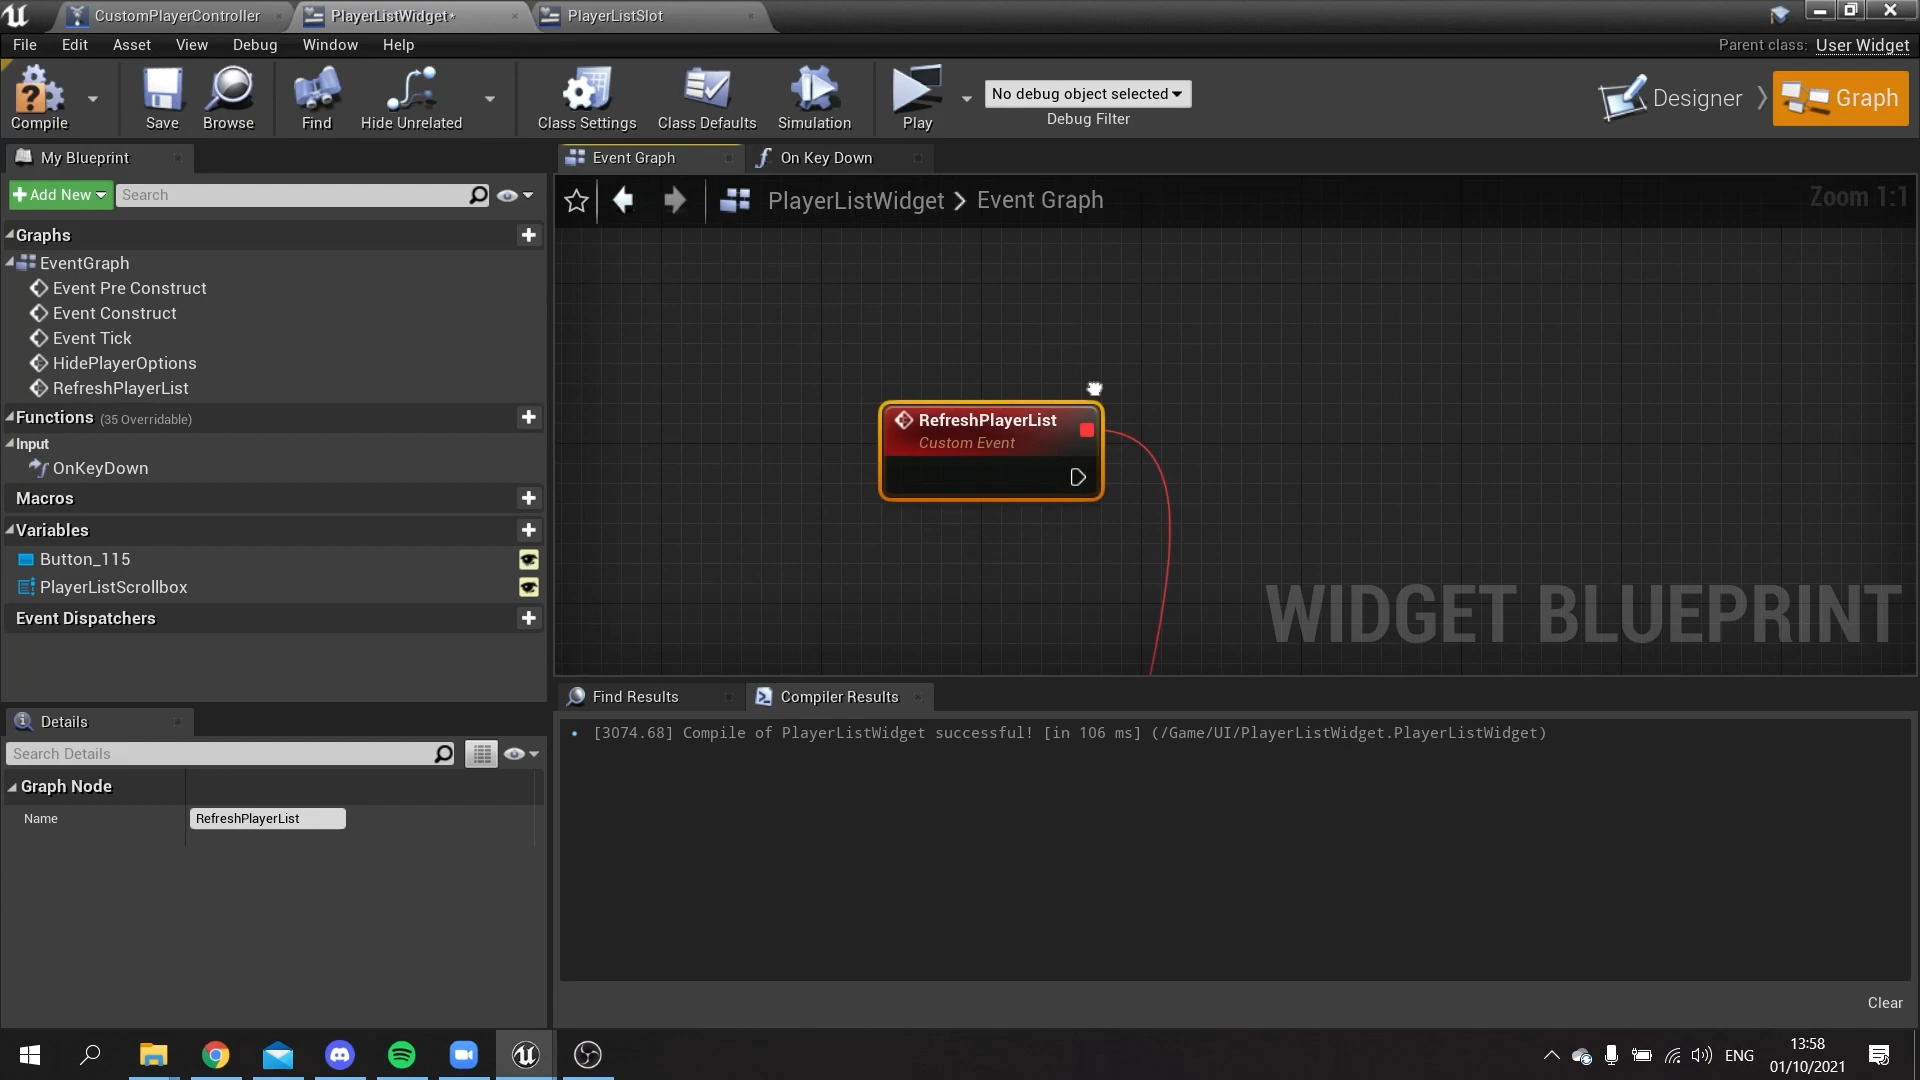 CustomPlayerController
PlayerListWidget*
PlayerListSlot
File Edit Asset View Debug Window Help
Parent class: User Widget
Compile
Save
Browse
Find
Hide Unrelated
Class Settings
Class Defaults
Simulation
Play
No debug object selected
Debug Filter
Designer
Graph
My Blueprint
Add New
Search
Graphs
EventGraph
Event Pre Construct
Event Construct
Event Tick
HidePlayerOptions
RefreshPlayerList
Functions (35 Overridable)
Input
OnKeyDown
Macros
Variables
Button_115
PlayerListScrollbox
Event Dispatchers
Details
Search Details
Graph Node
Name
RefreshPlayerList
Event Graph
On Key Down
PlayerListWidget > Event Graph
Zoom 1:1
RefreshPlayerList
Custom Event
WIDGET BLUEPRINT
Find Results
Compiler Results
[3074.68] Compile of PlayerListWidget successful! [in 106 ms] (/Game/UI/PlayerListWidget.PlayerListWidget)
Clear
ENG
13:58
01/10/2021